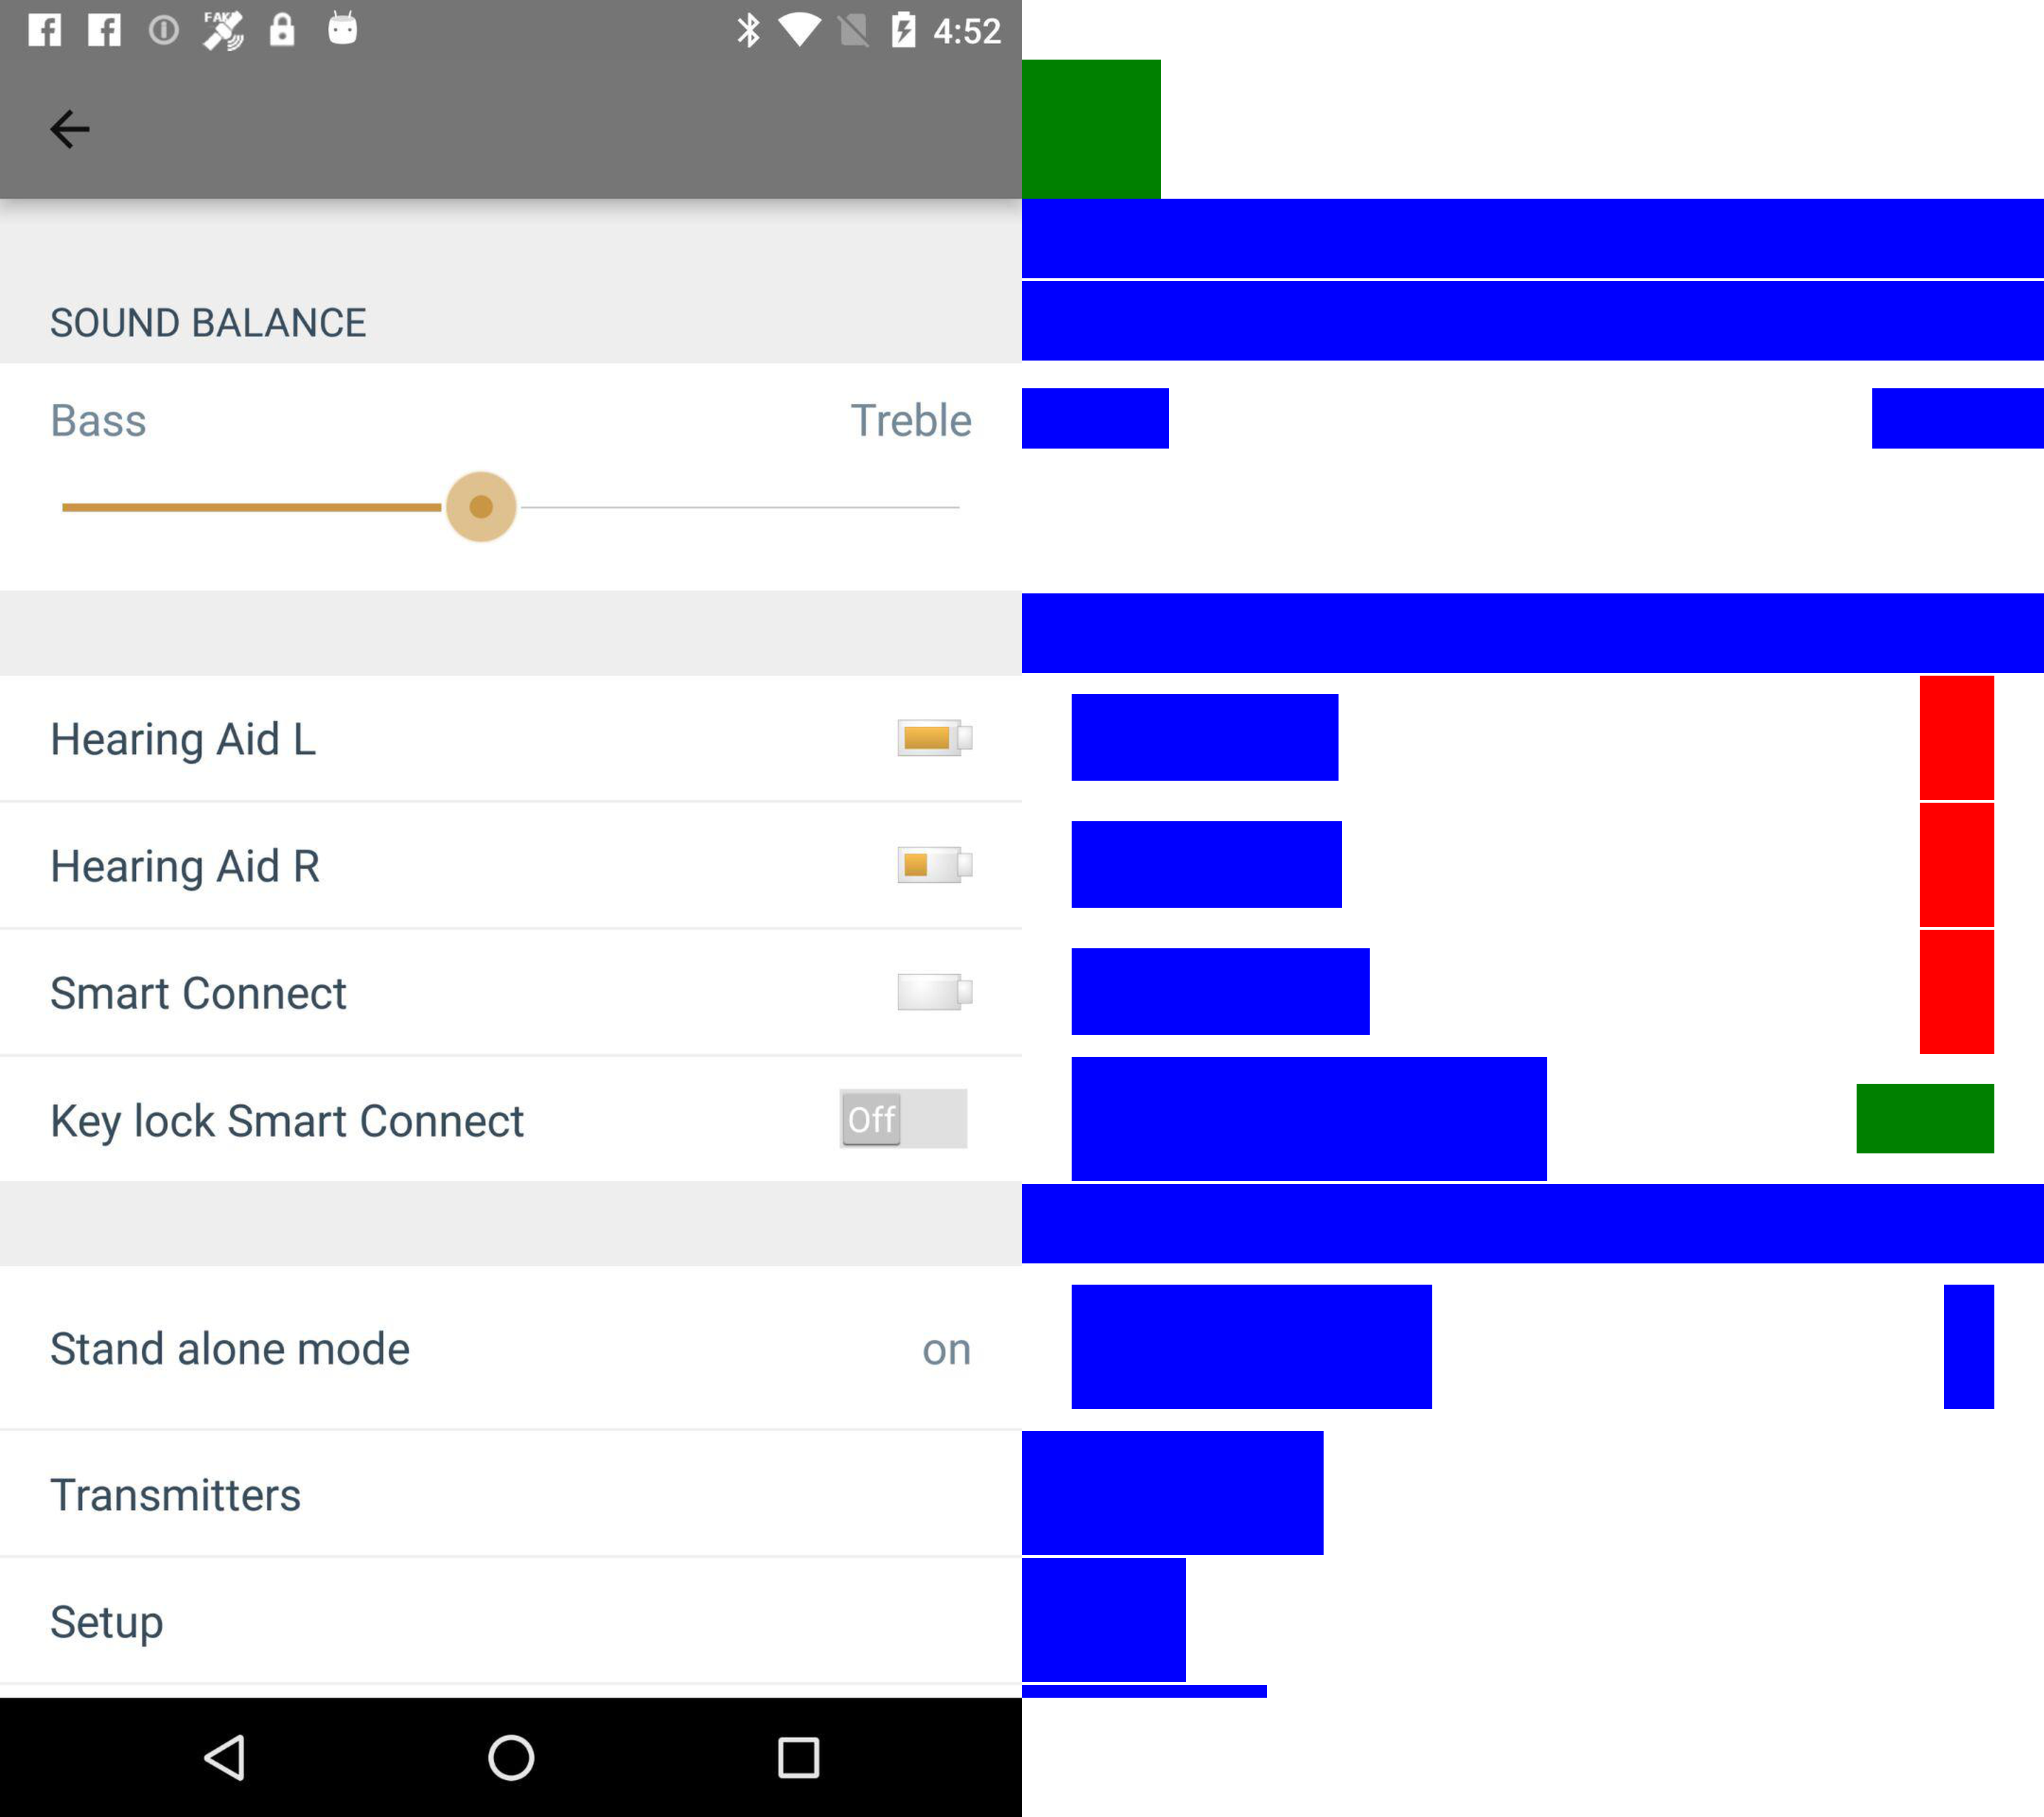 FAKE
4:52
SOUND BALANCE
Bass Treble
Hearing Aid L
Hearing Aid R
Smart Connect
Key lock Smart Connect Off
Stand alone mode on
Transmitters
Setup